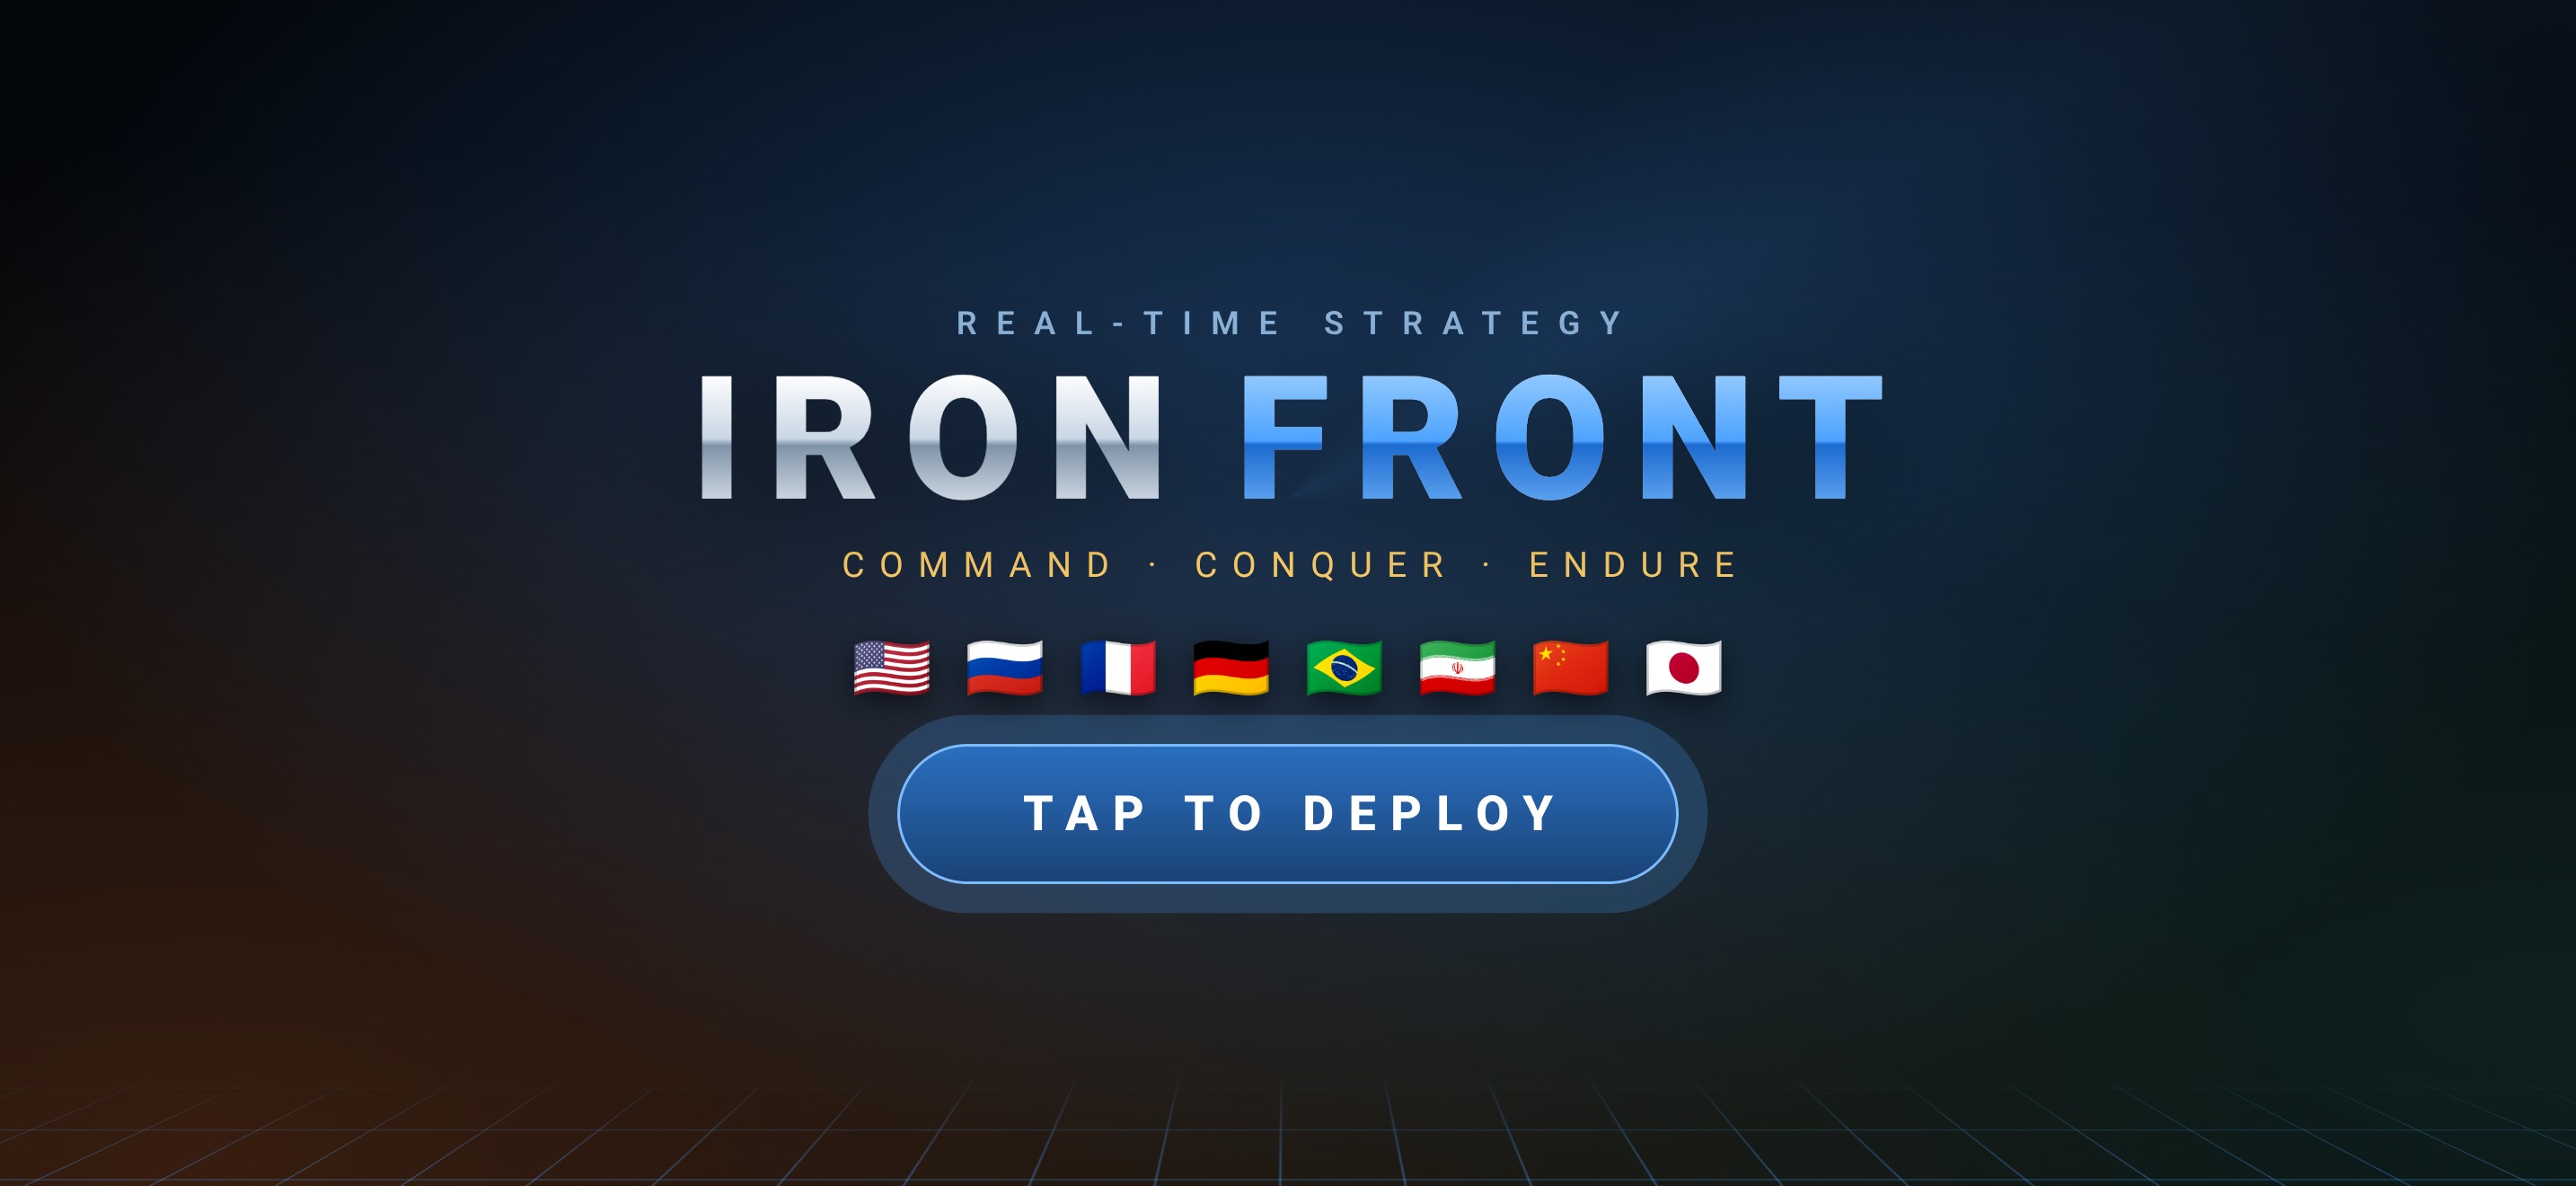 REAL-TIME STRATEGY
IRON FRONT
COMMAND · CONQUER · ENDURE
TAP TO DEPLOY